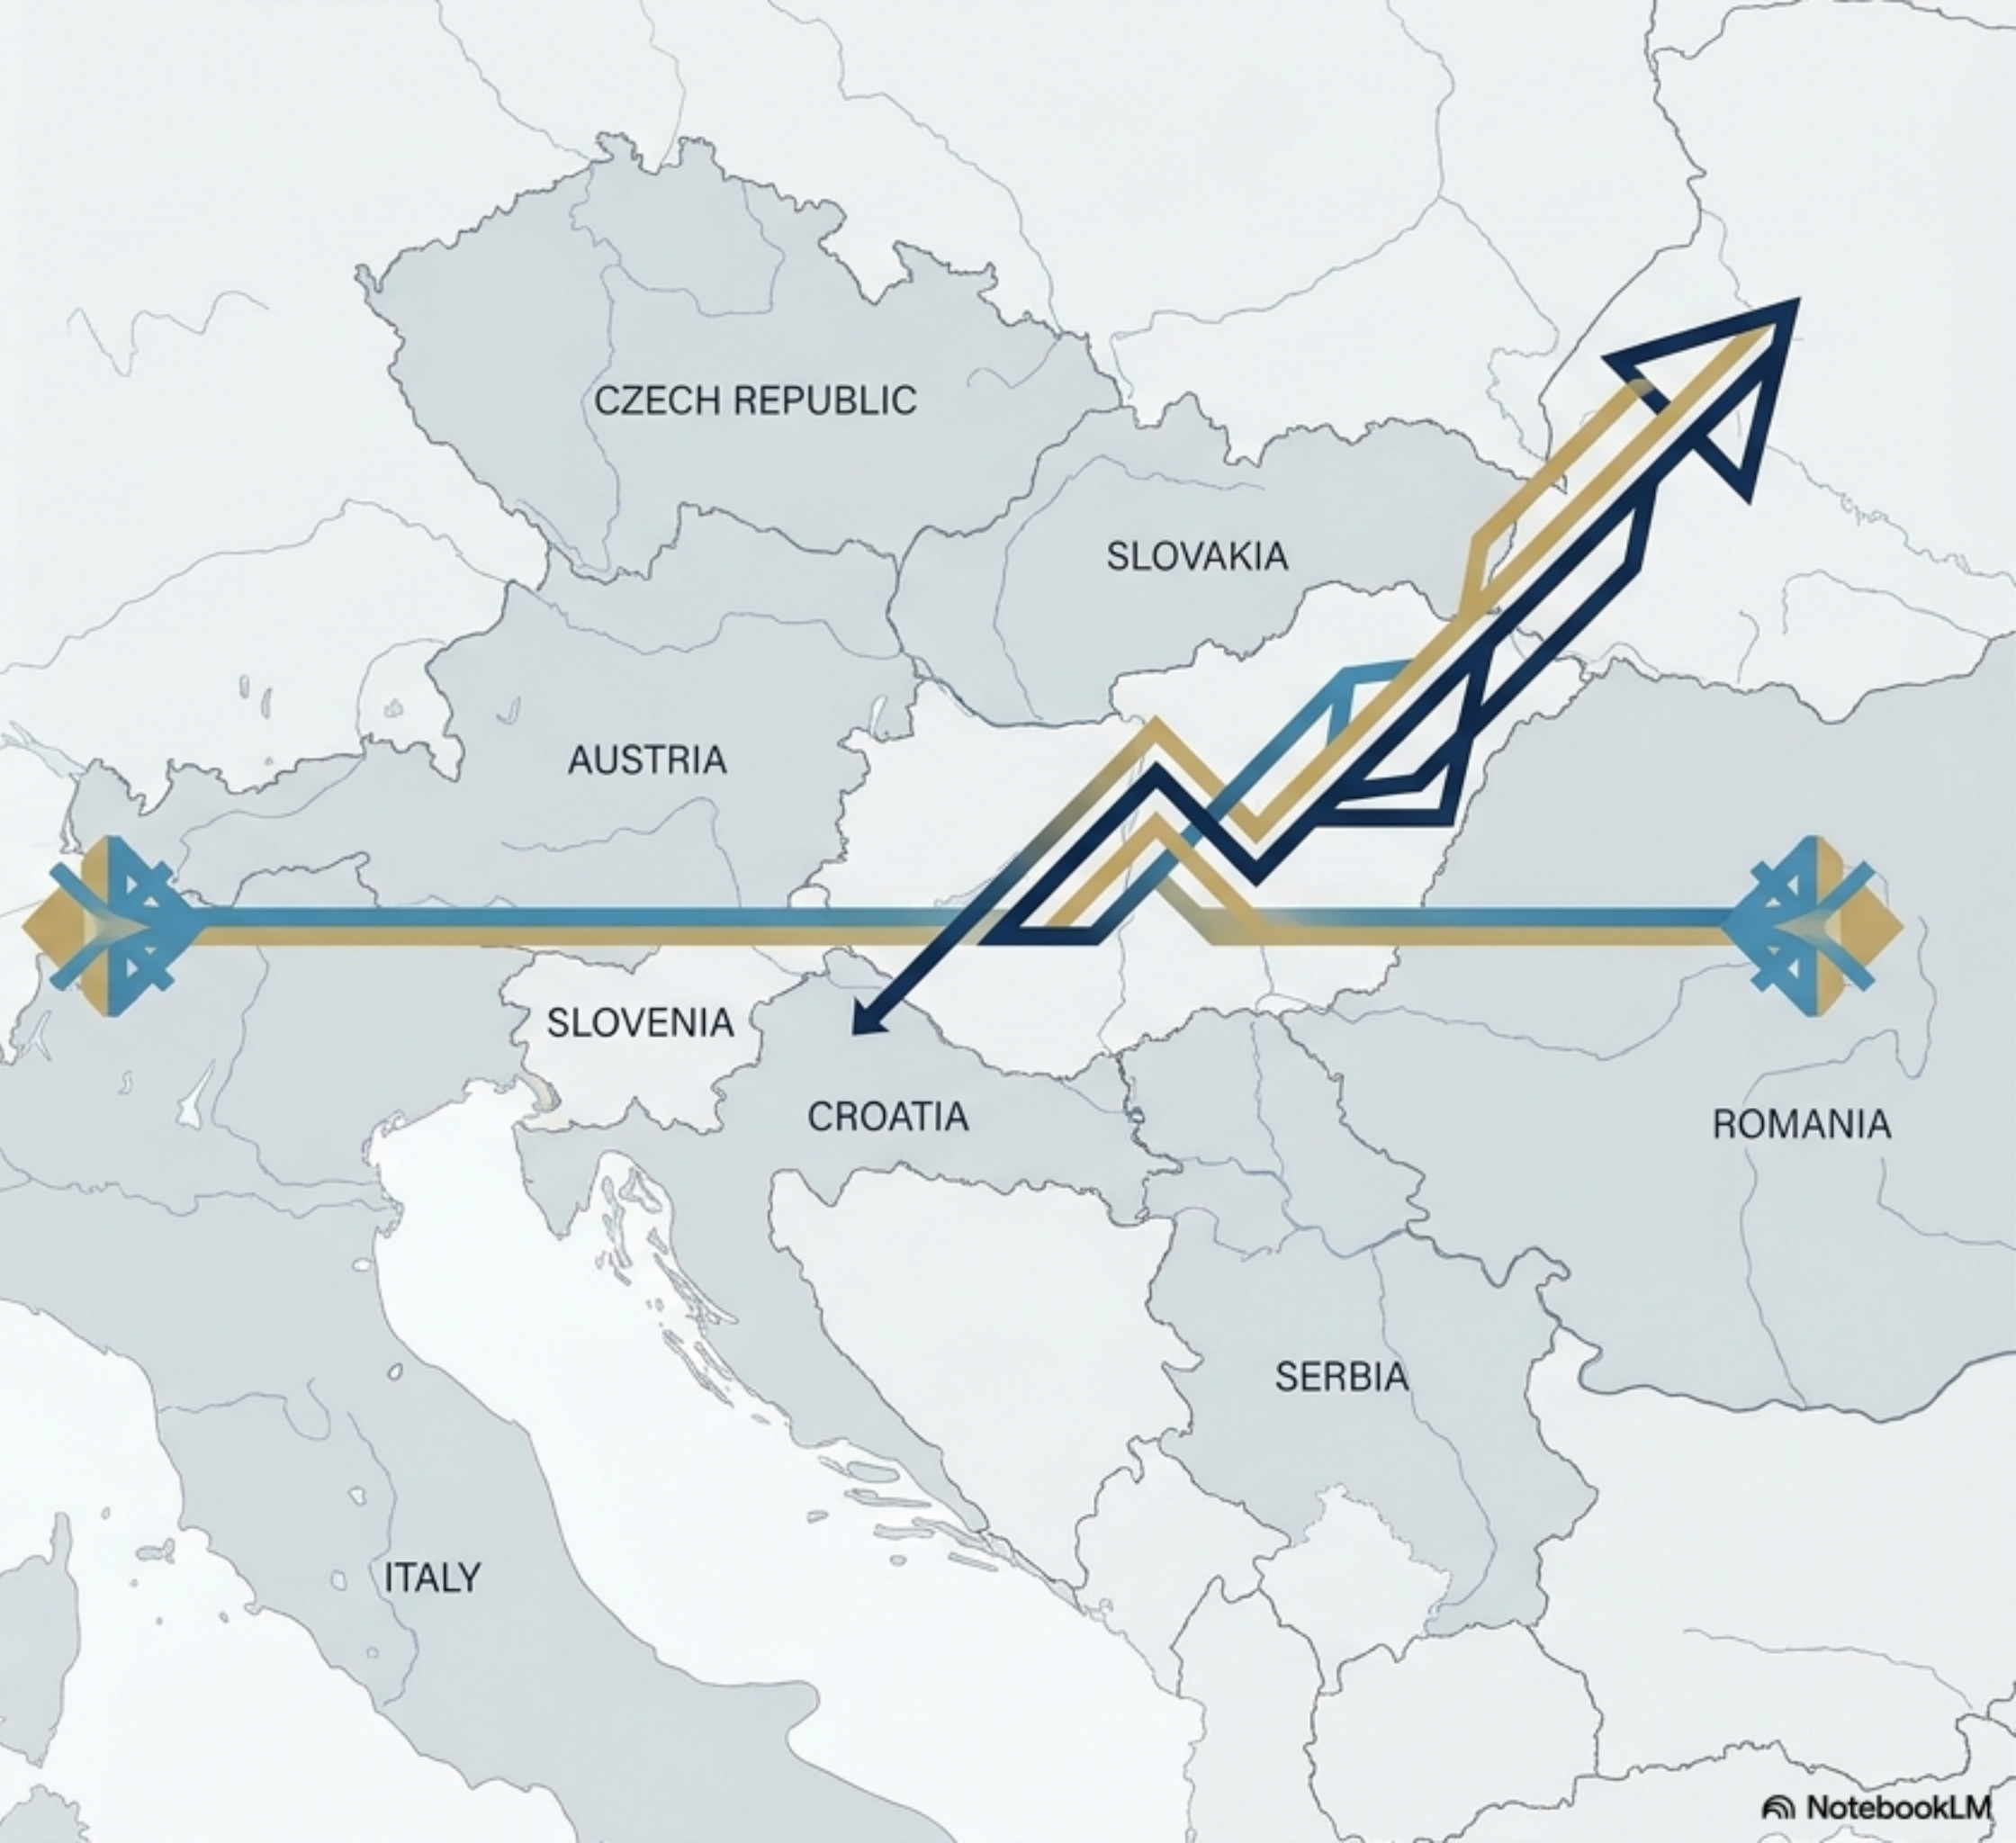 CZECH REPUBLIC
SLOVAKIA
AUSTRIA
SLOVENIA
CROATIA
ROMANIA
SERBIA
ITALY
NotebookLM